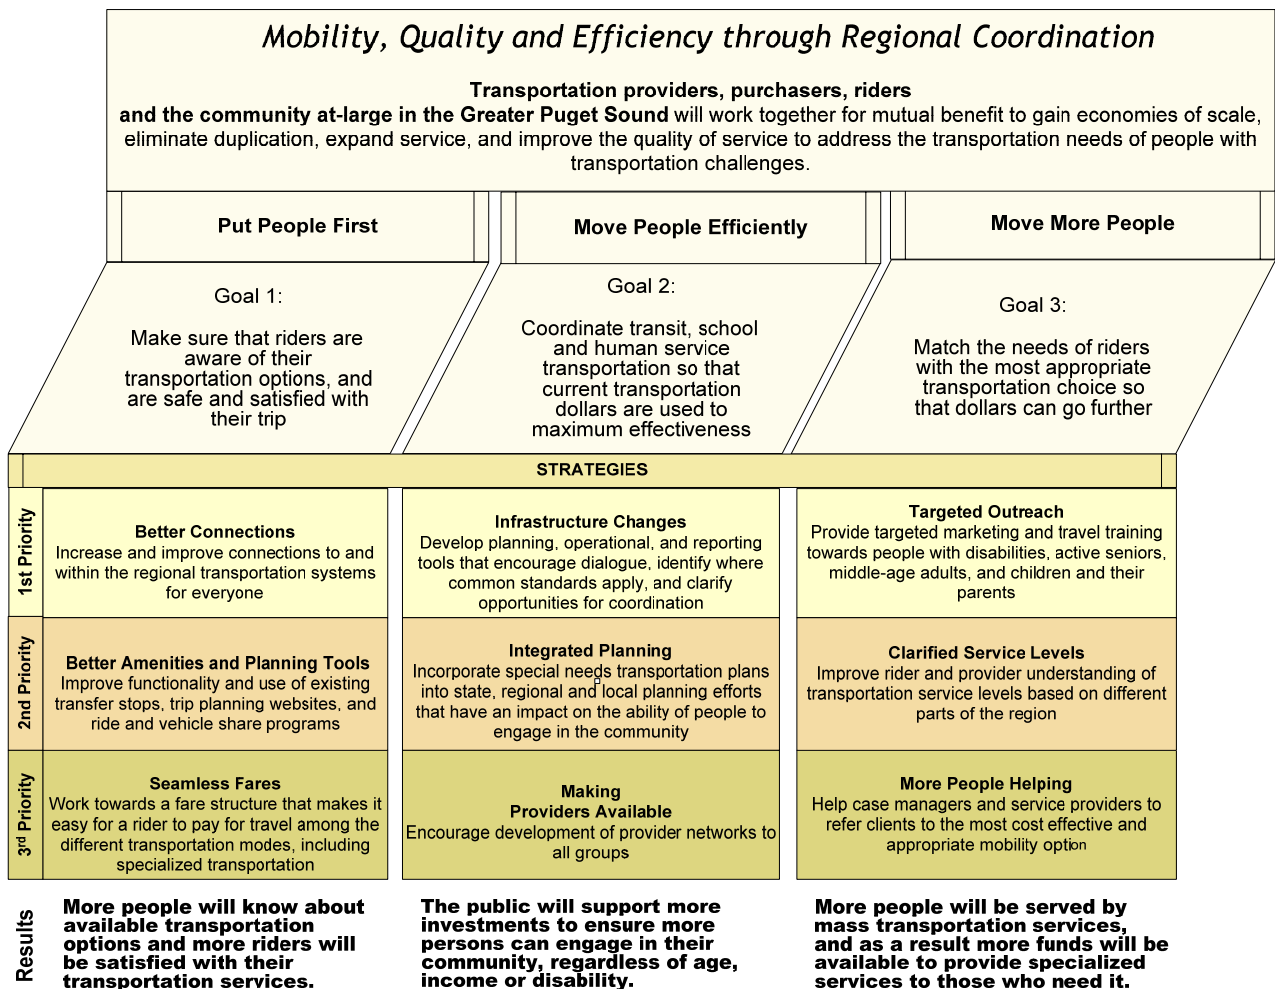 Mobility, Quality and Efficiency through Regional Coordination
Transportation providers, purchasers, riders
and the community at-large in the Greater Puget Sound will work together for mutual benefit to gain economies of scale,
eliminate duplication, expand service, and improve the quality of service to address the transportation needs of people with
transportation challenges.
Put People First
Move People Efficiently
Move More People
Goal 1:
Make sure that riders are
aware of their
transportation options, and
are safe and satisfied with
their trip
Goal 2:
Coordinate transit, school
and human service
transportation so that
current transportation
dollars are used to
maximum effectiveness
Goal 3:
Match the needs of riders
with the most appropriate
transportation choice so
that dollars can go further
STRATEGIES
1st Priority
Better Connections
Increase and improve connections to and
within the regional transportation systems
for everyone
Infrastructure Changes
Develop planning, operational, and reporting
tools that encourage dialogue, identify where
common standards apply, and clarify
opportunities for coordination
Targeted Outreach
Provide targeted marketing and travel training
towards people with disabilities, active seniors,
middle-age adults, and children and their
parents
2nd Priority
Better Amenities and Planning Tools
Improve functionality and use of existing
transfer stops, trip planning websites, and
ride and vehicle share programs
Integrated Planning
Incorporate special needs transportation plans
into state, regional and local planning efforts
that have an impact on the ability of people to
engage in the community
Clarified Service Levels
Improve rider and provider understanding of
transportation service levels based on different
parts of the region
3rd Priority
Seamless Fares
Work towards a fare structure that makes it
easy for a rider to pay for travel among the
different transportation modes, including
specialized transportation
Making
Providers Available
Encourage development of provider networks to
all groups
More People Helping
Help case managers and service providers to
refer clients to the most cost effective and
appropriate mobility option
Results
More people will know about
available transportation
options and more riders will
be satisfied with their
transportation services.
The public will support more
investments to ensure more
persons can engage in their
community, regardless of age,
income or disability.
More people will be served by
mass transportation services,
and as a result more funds will be
available to provide specialized
services to those who need it.